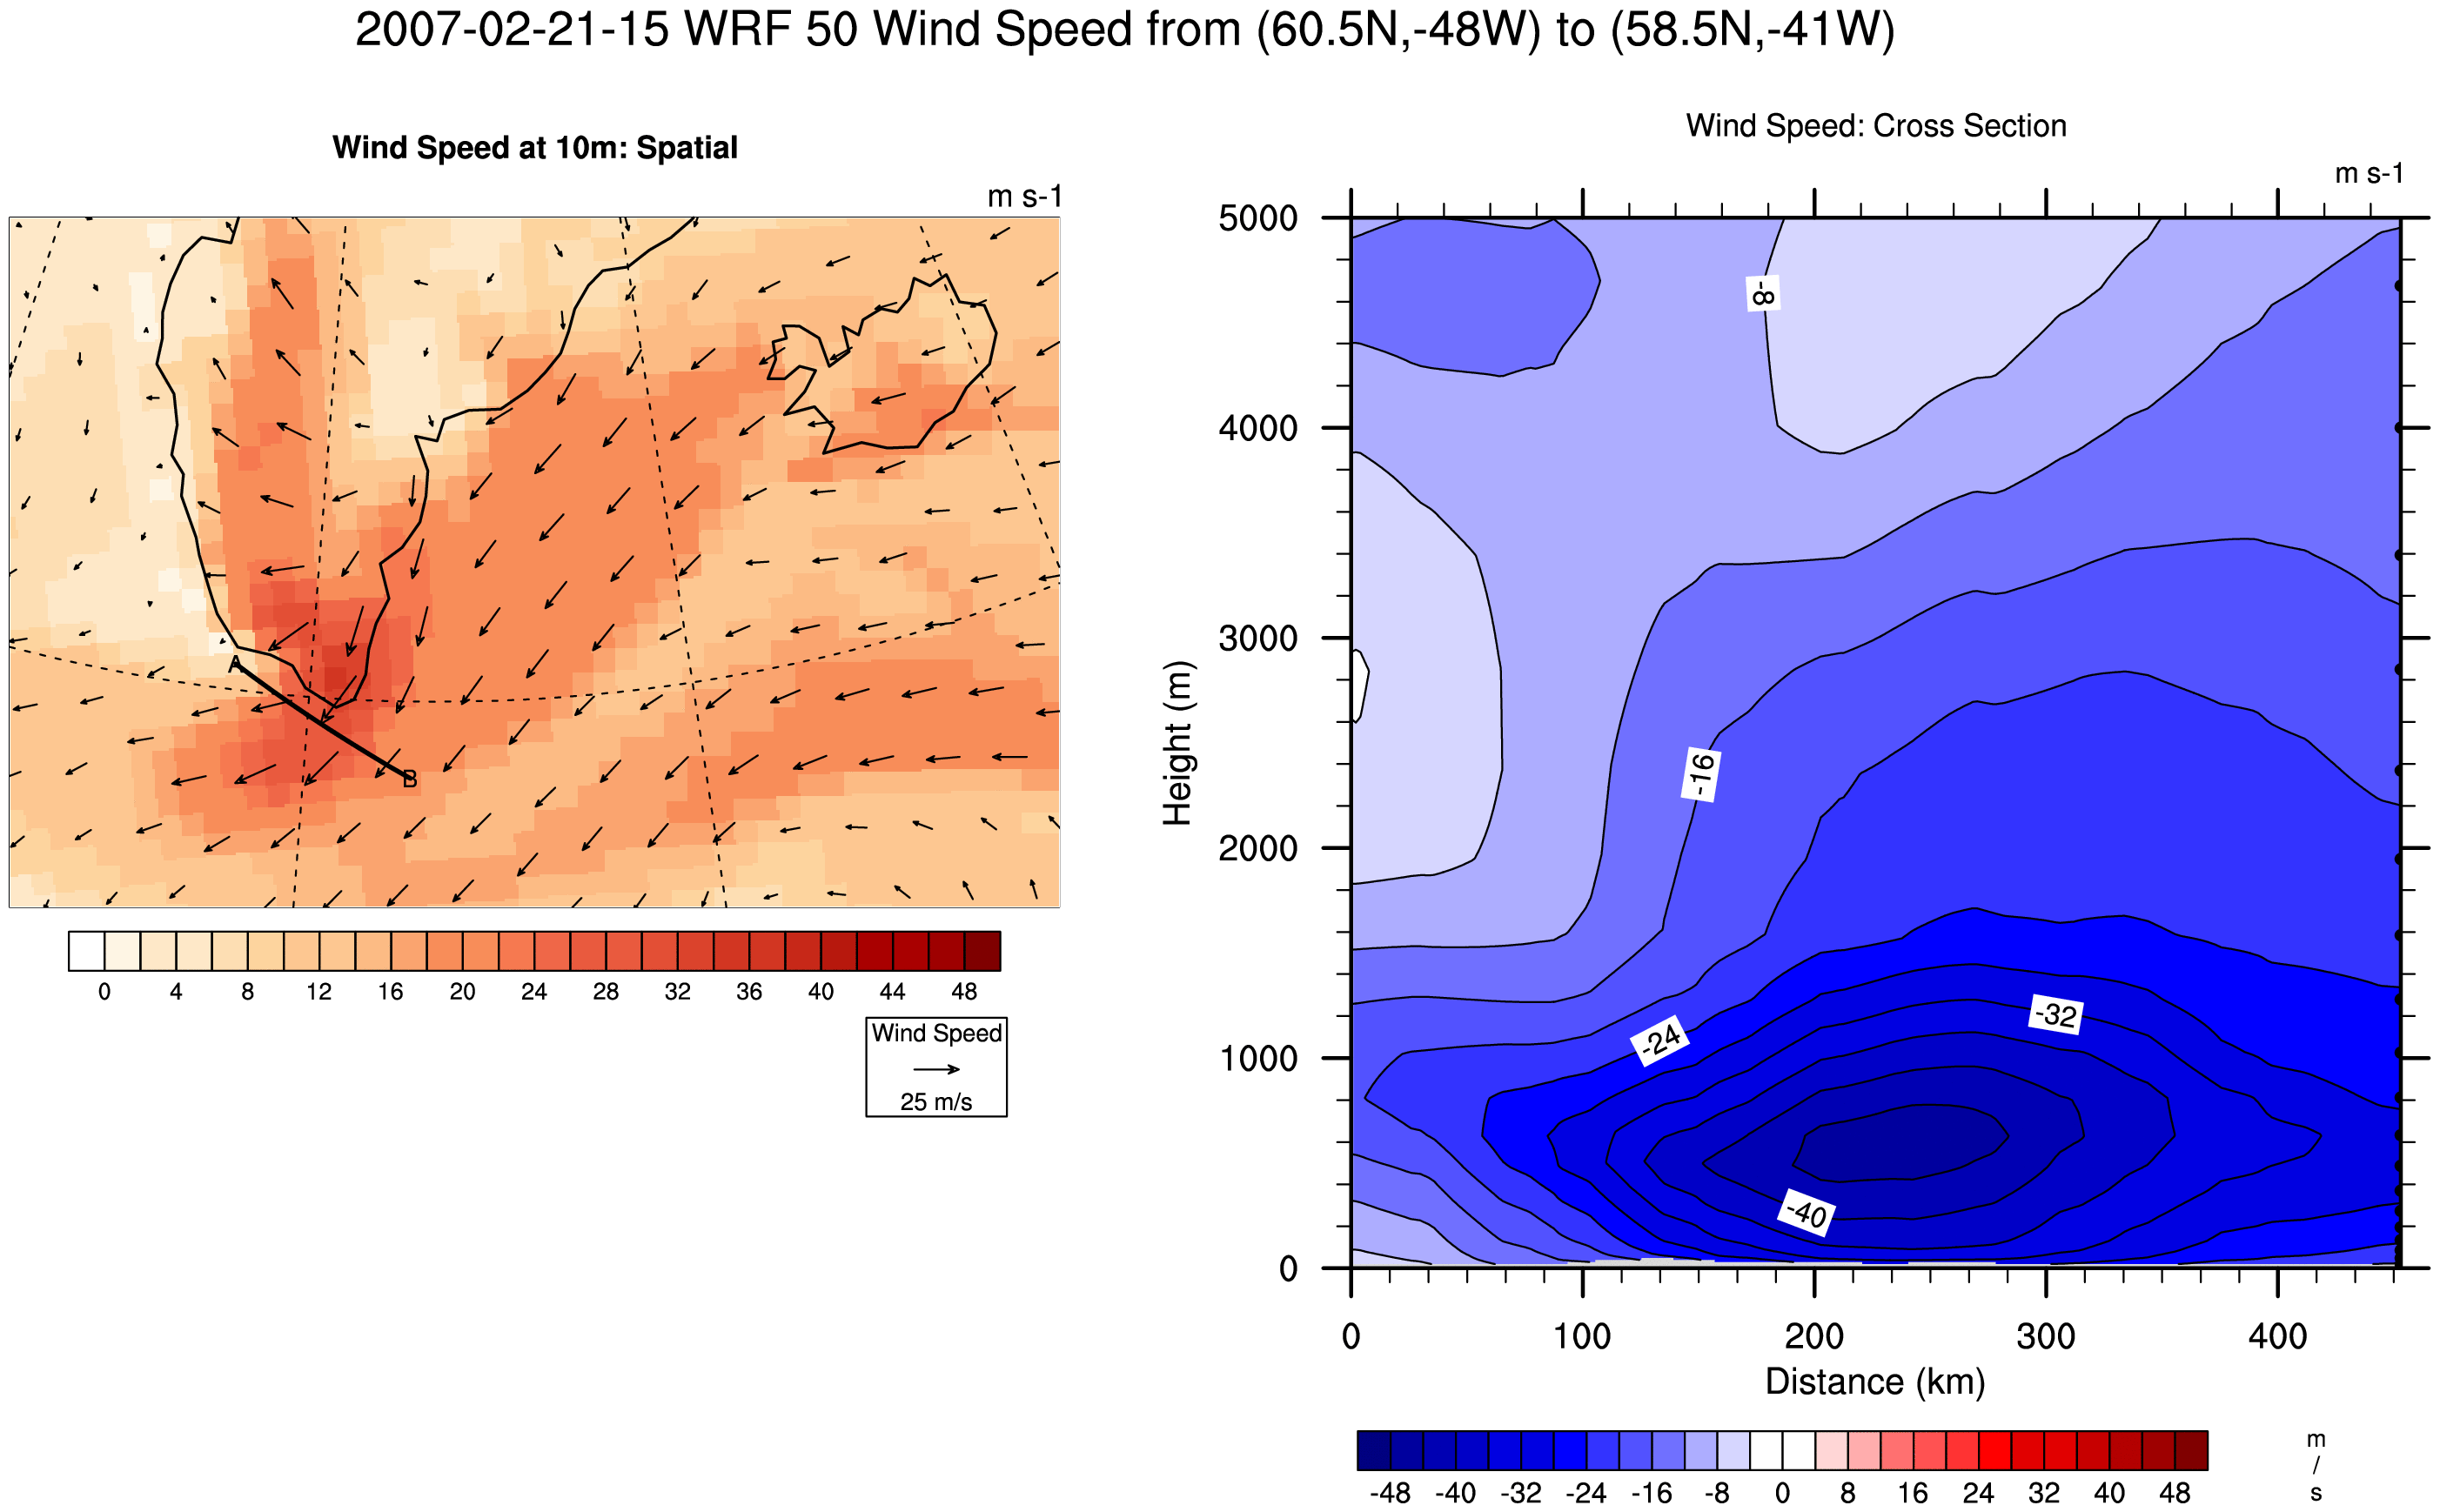 2007-02-21-15 WRF 50 Wind Speed from (60.5N,-48W) to (58.5N,-41W)
Wind Speed at 10m: Spatial
m s-1
A
B
0 4 8 12 16 20 24 28 32 36 40 44 48
Wind Speed
25 m/s
Wind Speed: Cross Section
m s-1
5000
4000
3000
2000
1000
0
Height (m)
-8
-16
-24
-32
-40
0 100 200 300 400
Distance (km)
-48 -40 -32 -24 -16 -8 0 8 16 24 32 40 48
m
/
s